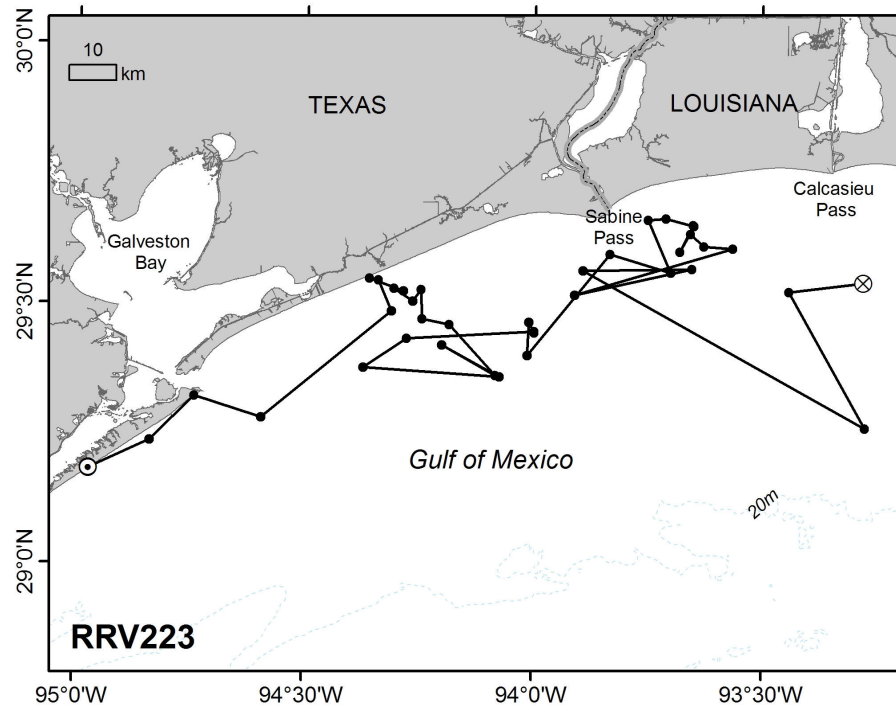 30°0'N
10
km
TEXAS
LOUISIANA
Calcasieu
Pass
Sabine
Pass
Galveston
Bay
29°30'N
Gulf of Mexico
20m
29°0'N
RRV223
95°0'W
94°30'W
94°0'W
93°30'W